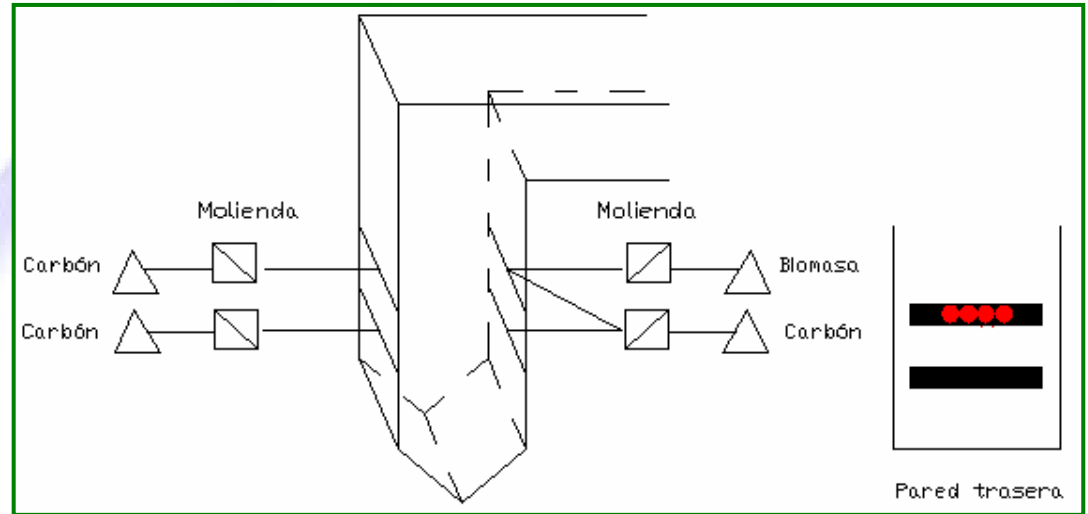 Molienda
Molienda
Carbón
Biomasa
Carbón
Carbón
Pared trasera